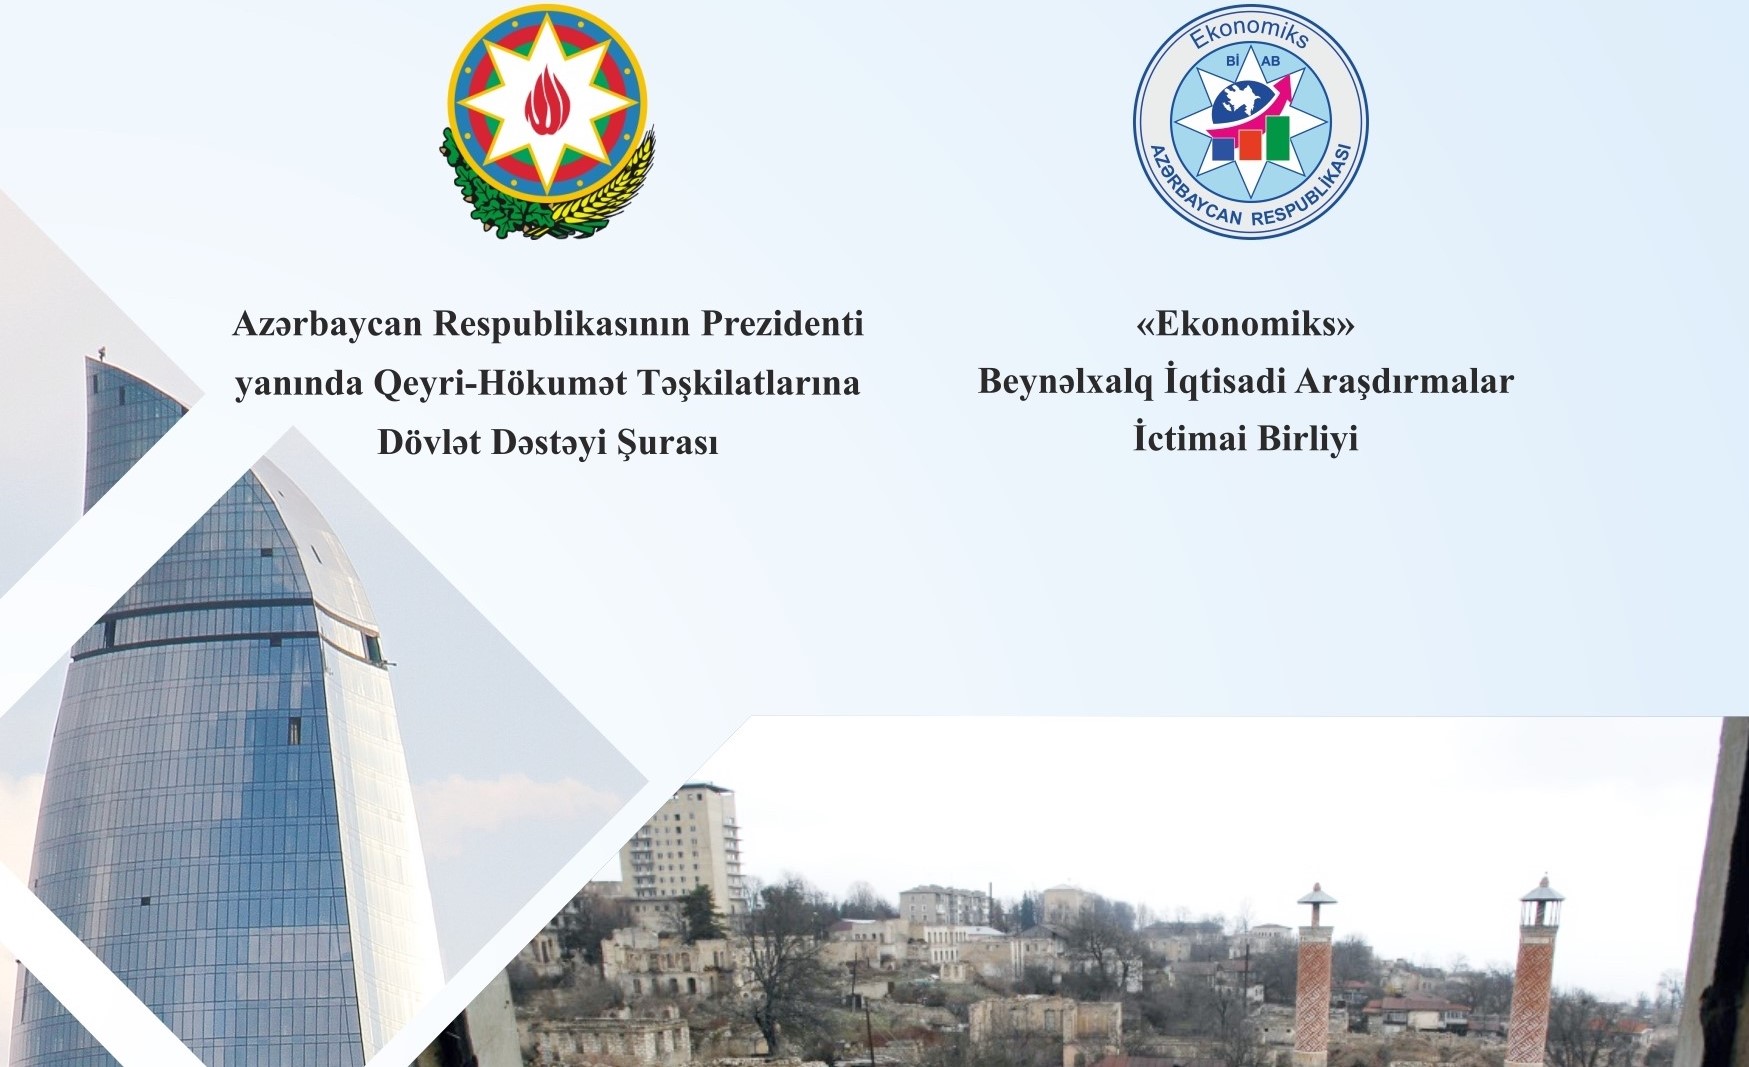 Azərbaycan Respublikasının Prezidenti
yanında Qeyri-Hökumət Təşkilatlarına
Dövlət Dəstəyi Şurası
Ekonomiks
Bİ AB
AZƏRBAYCAN RESPUBLİKASI
«Ekonomiks»
Beynəlxalq İqtisadi Araşdırmalar
İctimai Birliyi